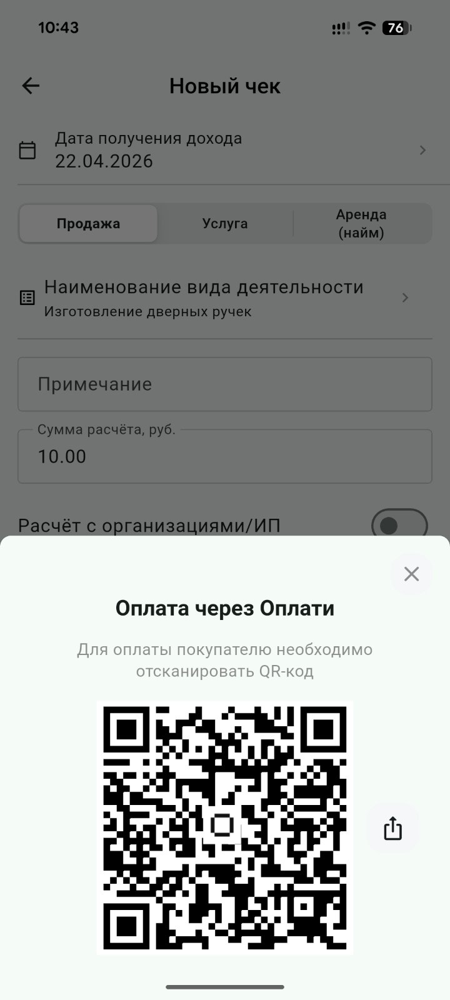 10:43
76
Новый чек
Дата получения дохода
22.04.2026
Продажа
Услуга
Аренда
(найм)
Наименование вида деятельности
Изготовление дверных ручек
Примечание
Сумма расчёта, руб.
10.00
Расчёт с организациями/ИП
Оплата через Оплати
Для оплаты покупателю необходимо
отсканировать QR-код